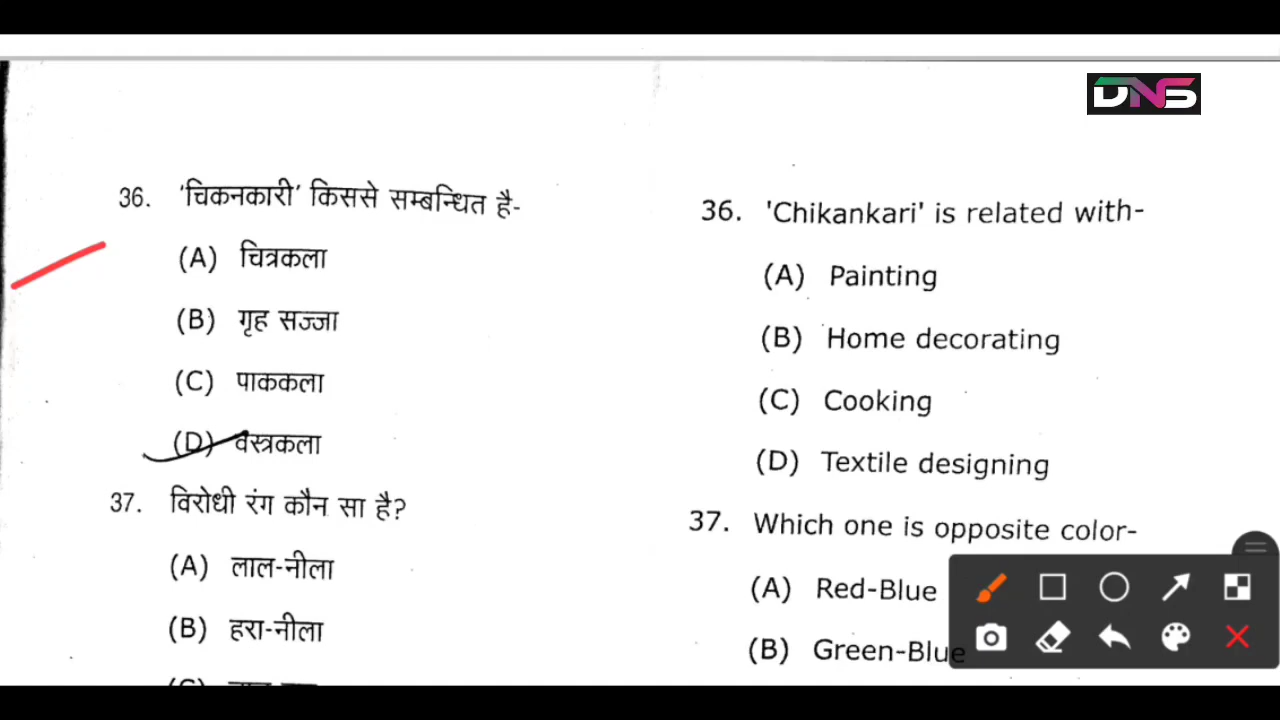 DNS
36. 'चिकनकारी' किससे सम्बन्धित है-
(A) चित्रकला
(B) गृह सज्जा
(C) पाककला
(D) वस्त्रकला
37. विरोधी रंग कौन सा है?
(A) लाल-नीला
(B) हरा-नीला
36. 'Chikankari' is related with-
(A) Painting
(B) Home decorating
(C) Cooking
(D) Textile designing
37. Which one is opposite color-
(A) Red-Blue
(B) Green-Blue